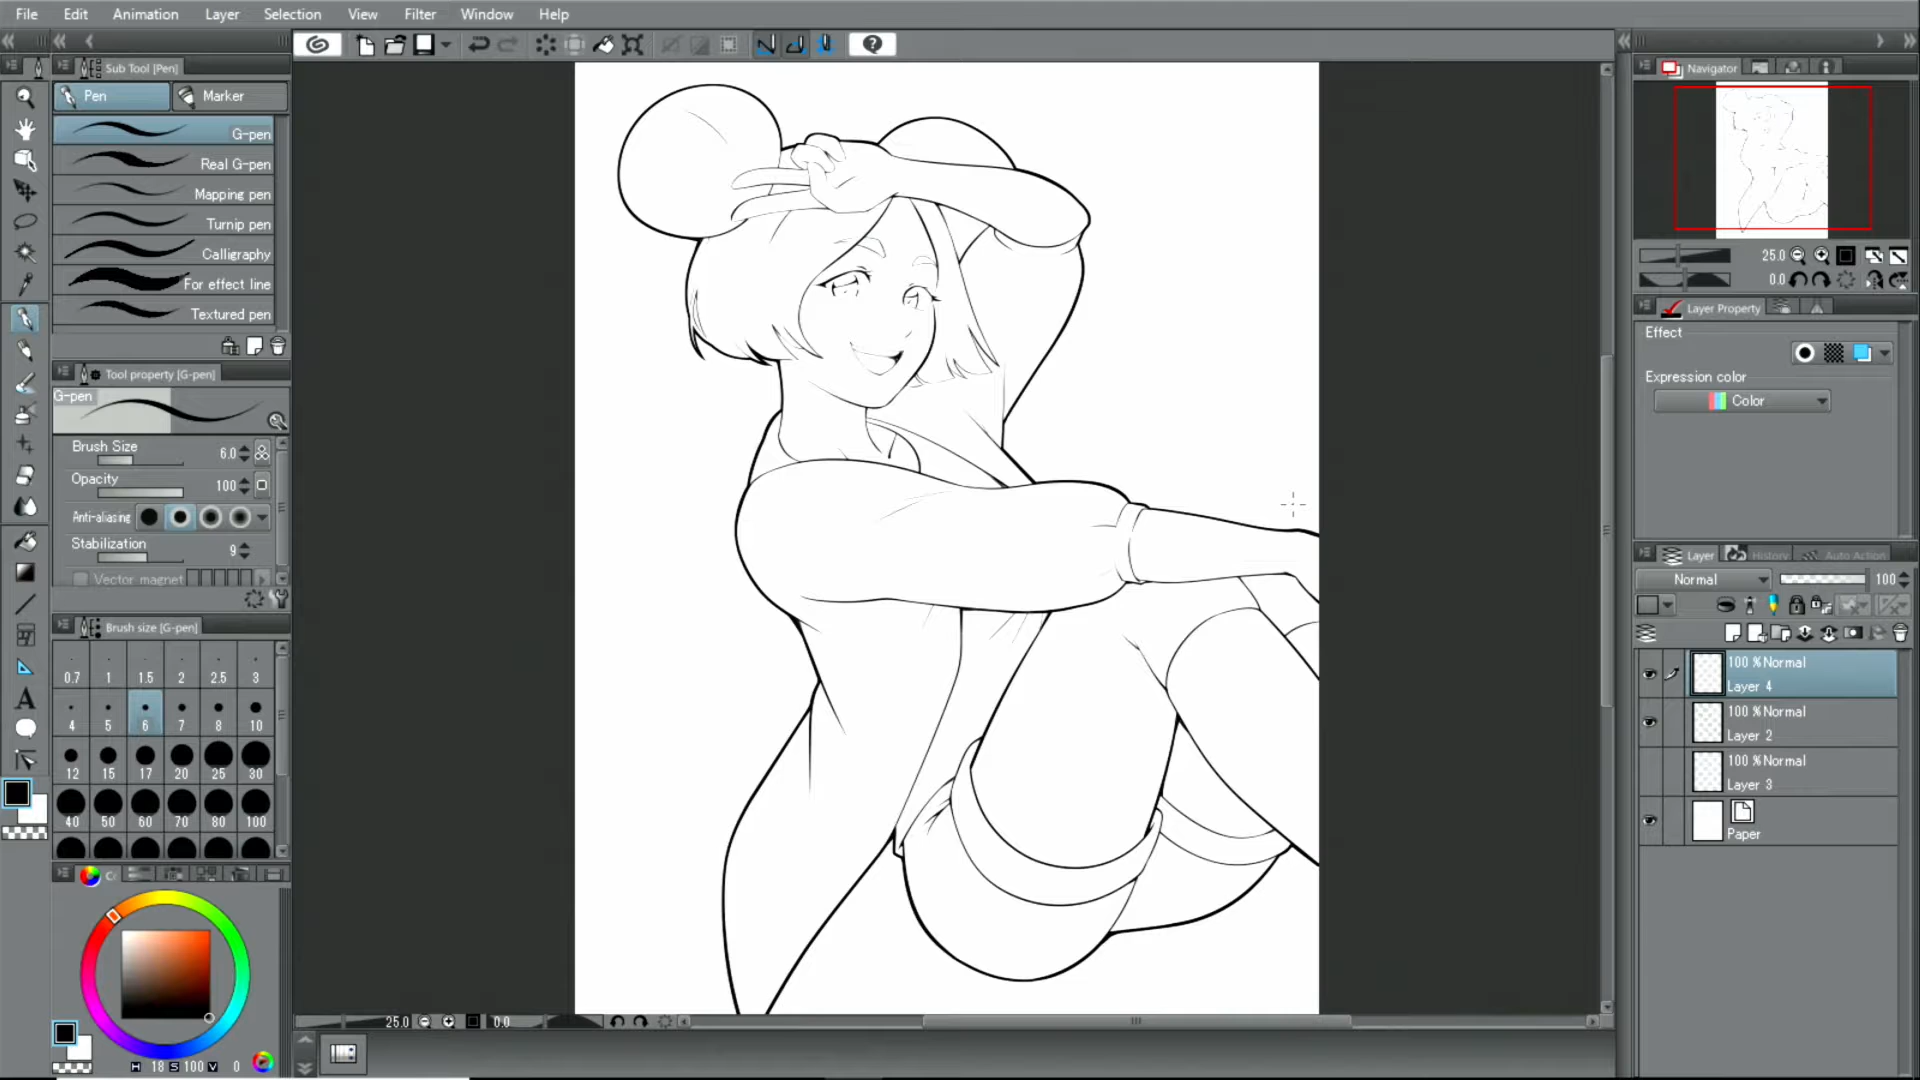 File Edit Animation Layer Selection View Filter Window Help
Sub Tool [Pen]
Pen Marker
G-pen
Real G-pen
Mapping pen
Turnip pen
Calligraphy
For effect line
Textured pen
Tool property [G-pen]
G-pen
Brush Size 6.0
Opacity 100
Anti-aliasing
Stabilization 9
Vector magnet
Brush size [G-pen]
0.7 1 1.5 2 2.5 3
4 5 6 7 8 10
12 15 17 20 25 30
40 50 60 70 80 100
H 18 S 100 V 0
25.0 0.0
Navigator
25.0
0.0
Layer Property
Effect
Expression color
Color
Layer History Auto Action
Normal 100
100 %Normal
Layer 4
100 %Normal
Layer 2
100 %Normal
Layer 3
Paper